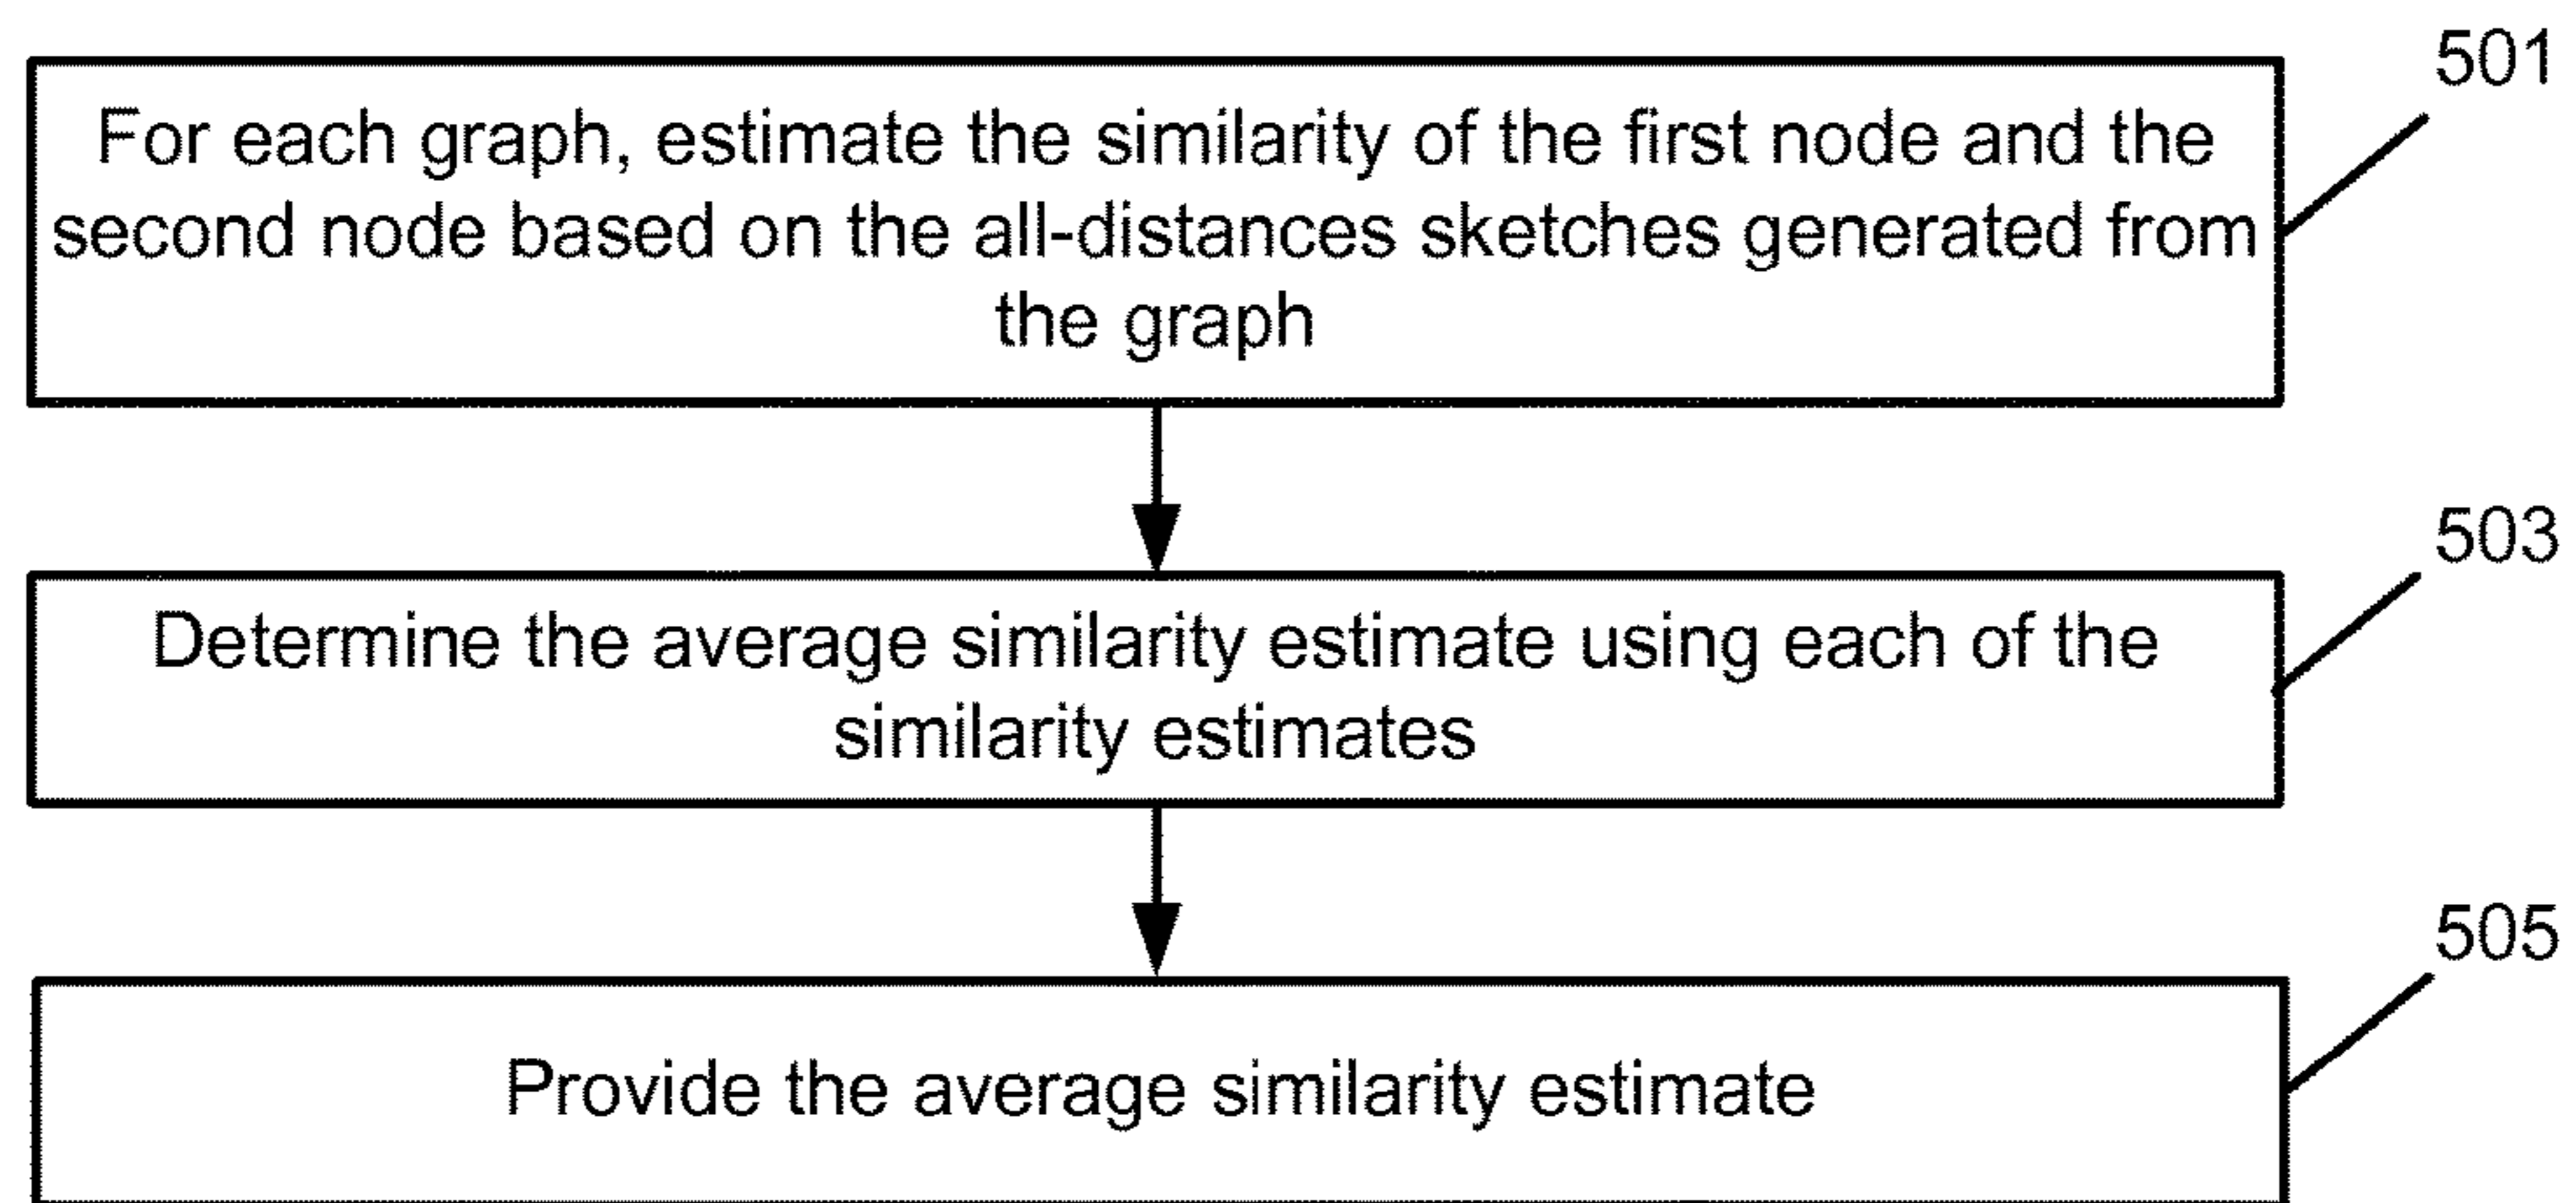 501
For each graph, estimate the similarity of the first node and the
second node based on the all-distances sketches generated from
the graph
503
Determine the average similarity estimate using each of the
similarity estimates
505
Provide the average similarity estimate